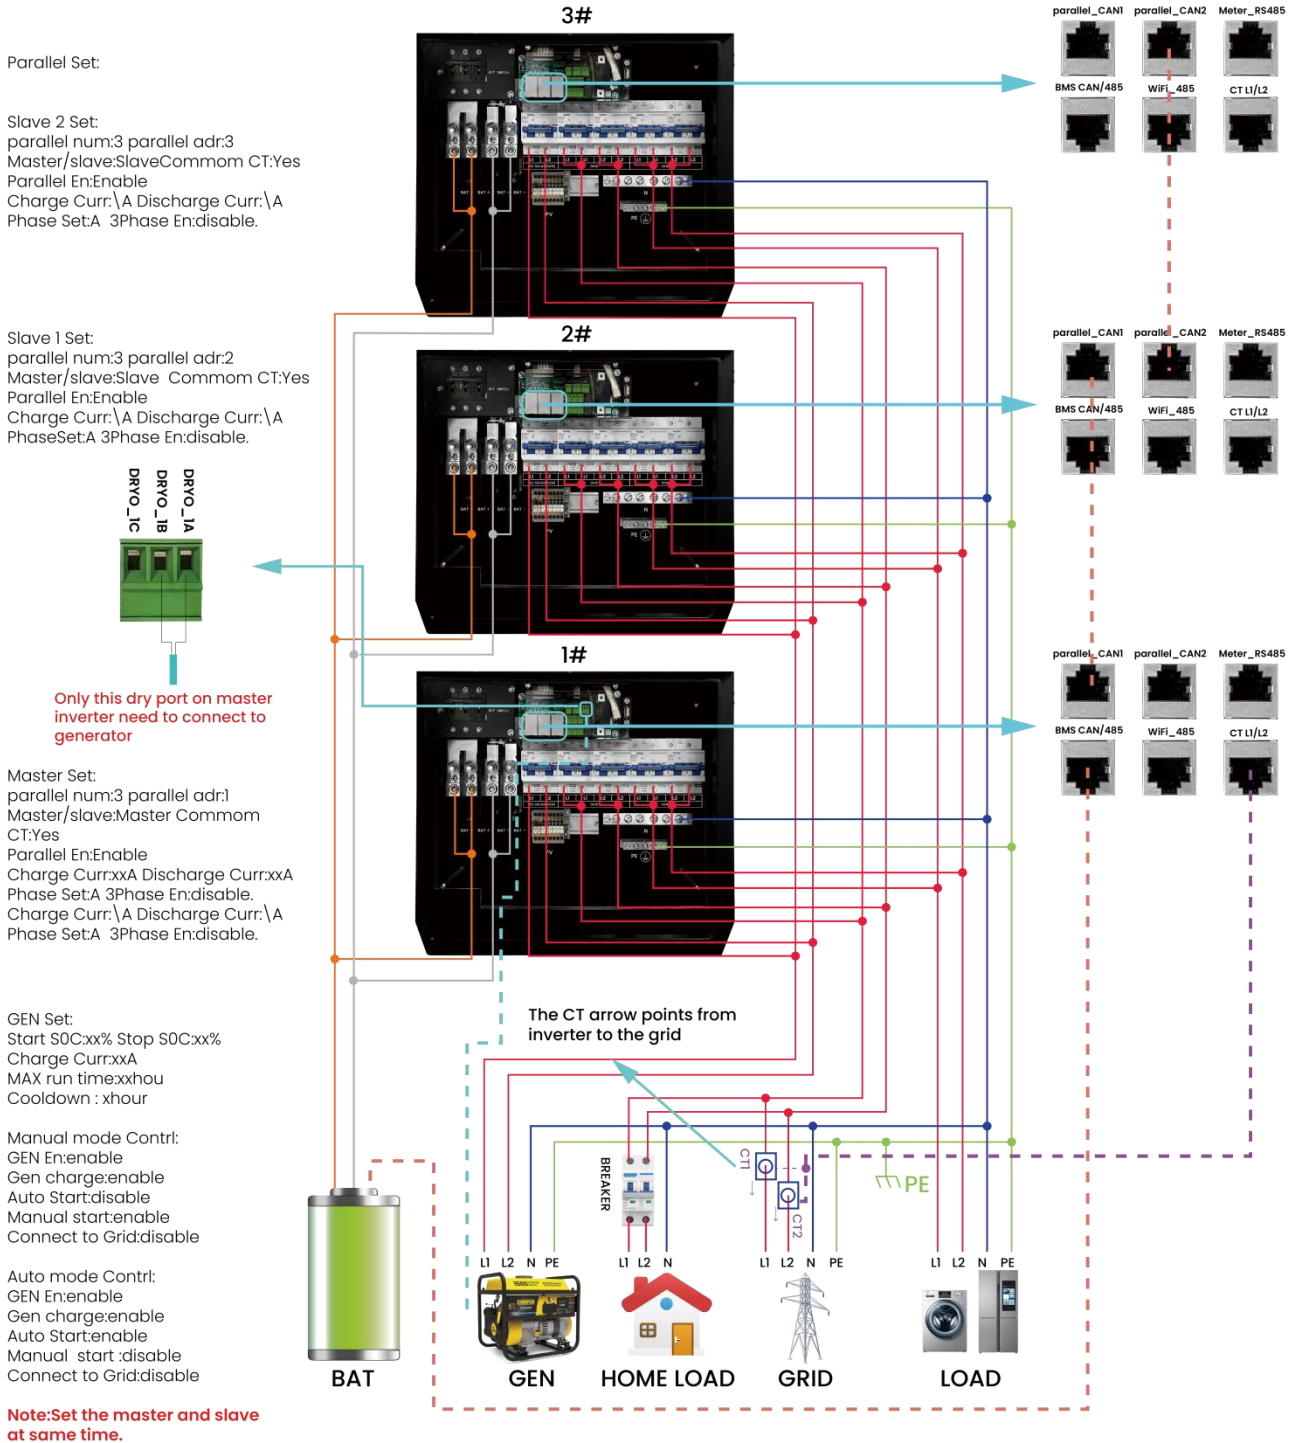 3#
parallel_CAN1 parallel_CAN2 Meter_RS485
BMS CAN/485 WiFi_485 CT L1/L2
Parallel Set:
Slave 2 Set:
parallel num:3 parallel adr:3
Master/slave:SlaveCommom CT:Yes
Parallel En:Enable
Charge Curr:\A Discharge Curr:\A
Phase Set:A 3Phase En:disable.
BAT - BAT + PV N PE
2#
parallel_CAN1 parallel_CAN2 Meter_RS485
BMS CAN/485 WiFi_485 CT L1/L2
Slave 1 Set:
parallel num:3 parallel adr:2
Master/slave:Slave Commom CT:Yes
Parallel En:Enable
Charge Curr:\A Discharge Curr:\A
PhaseSet:A 3Phase En:disable.
DRYO_1C
DRYO_1B
DRYO_1A
N PE
Only this dry port on master
inverter need to connect to
generator
1#
parallel_CAN1 parallel_CAN2 Meter_RS485
BMS CAN/485 WiFi_485 CT L1/L2
Master Set:
parallel num:3 parallel adr:1
Master/slave:Master Commom
CT:Yes
Parallel En:Enable
Charge Curr:xxA Discharge Curr:xxA
Phase Set:A 3Phase En:disable.
Charge Curr:\A Discharge Curr:\A
Phase Set:A 3Phase En:disable.
N PE
The CT arrow points from
inverter to the grid
GEN Set:
Start S0C:xx% Stop S0C:xx%
Charge Curr:xxA
MAX run time:xxhou
Cooldown : xhour
Manual mode Contrl:
GEN En:enable
Gen charge:enable
Auto Start:disable
Manual start:enable
Connect to Grid:disable
Auto mode Contrl:
GEN En:enable
Gen charge:enable
Auto Start:enable
Manual start :disable
Connect to Grid:disable
Note:Set the master and slave
at same time.
BREAKER
CT1
CT2
PE
L1 L2 N PE
L1 L2 N
L1 L2 N PE
L1 L2 N PE
BAT
GEN
HOME LOAD
GRID
LOAD